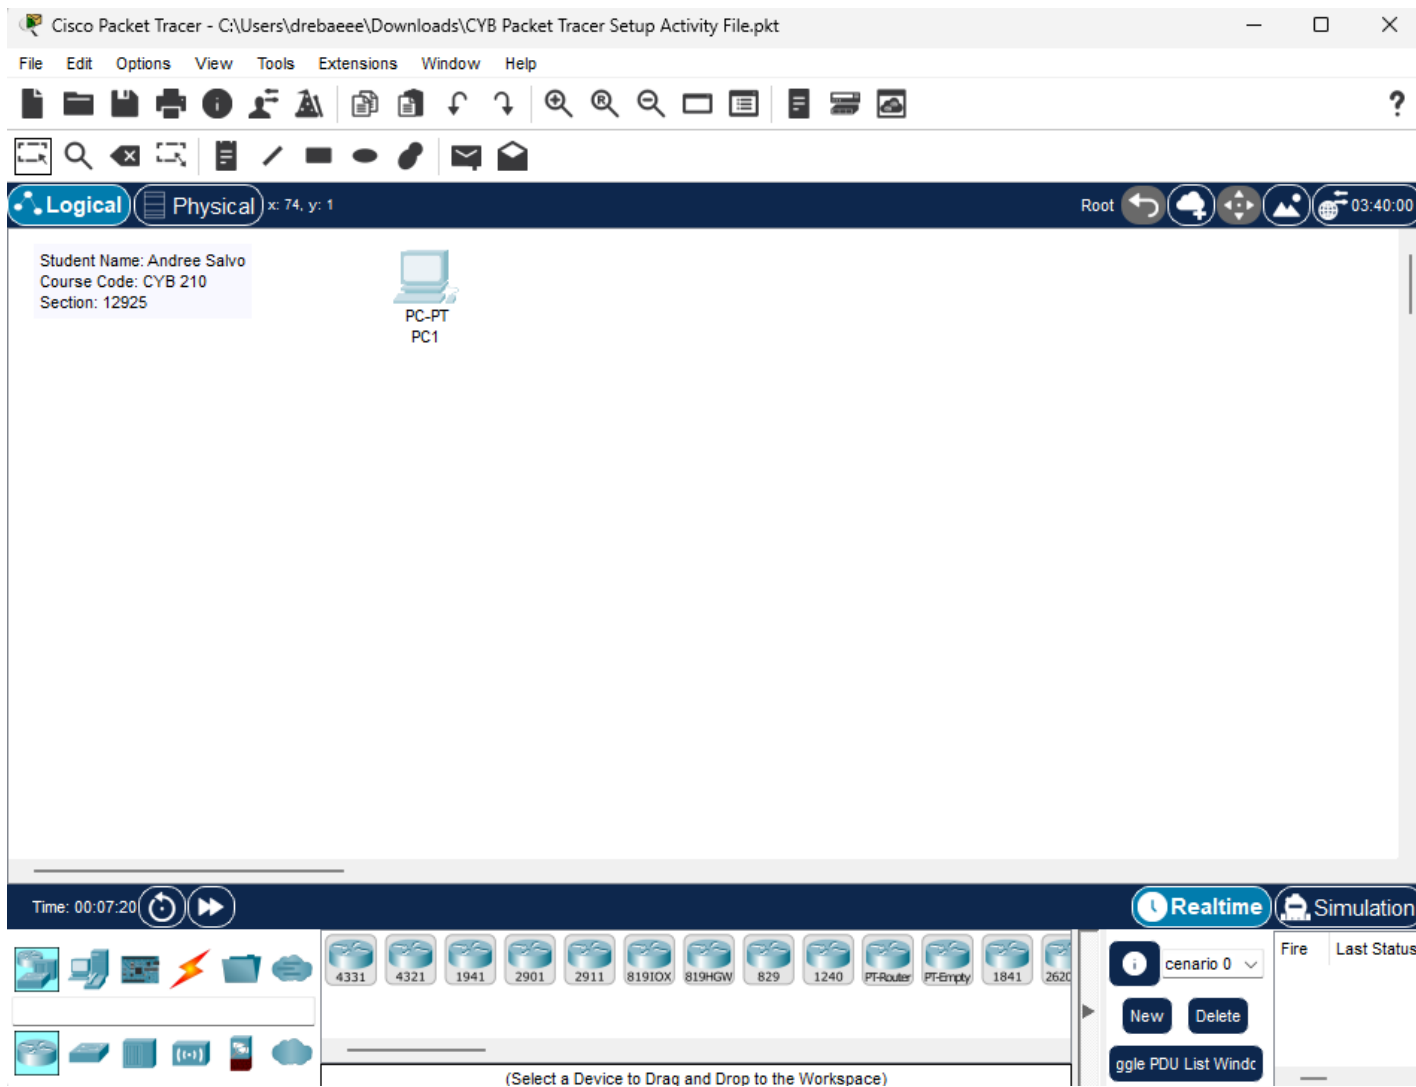 Cisco Packet Tracer - C:\Users\drebaeee\Downloads\CYB Packet Tracer Setup Activity File.pkt
File Edit Options View Tools Extensions Window Help
Logical Physical x: 74, y: 1 Root 03:40:00
Student Name: Andree Salvo
Course Code: CYB 210
Section: 12925
PC-PT
PC1
Time: 00:07:20 Realtime Simulation
4331 4321 1941 2901 2911 819IOX 819HGW 829 1240 PT-Router PT-Empty 1841 2620
Fire Last Status
cenario 0
New Delete
ggle PDU List Windc
(Select a Device to Drag and Drop to the Workspace)